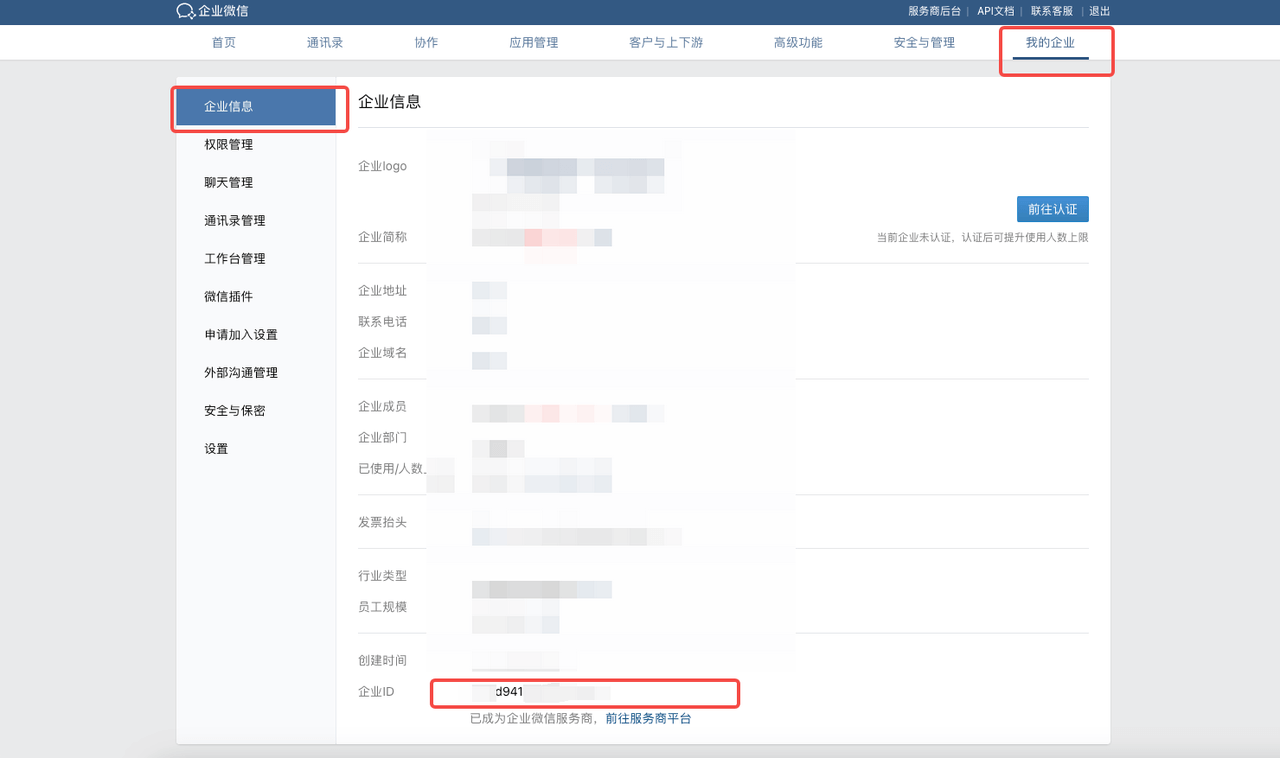 企业微信
服务商后台 | API文档 | 联系客服 | 退出
首页 通讯录 协作 应用管理 客户与上下游 高级功能 安全与管理 我的企业
企业信息
权限管理
聊天管理
通讯录管理
工作台管理
微信插件
申请加入设置
外部沟通管理
安全与保密
设置
企业信息
企业logo
前往认证
企业简称
当前企业未认证，认证后可提升使用人数上限
企业地址
联系电话
企业域名
企业成员
企业部门
已使用/人数
发票抬头
行业类型
员工规模
创建时间
企业ID d941
已成为企业微信服务商，前往服务商平台